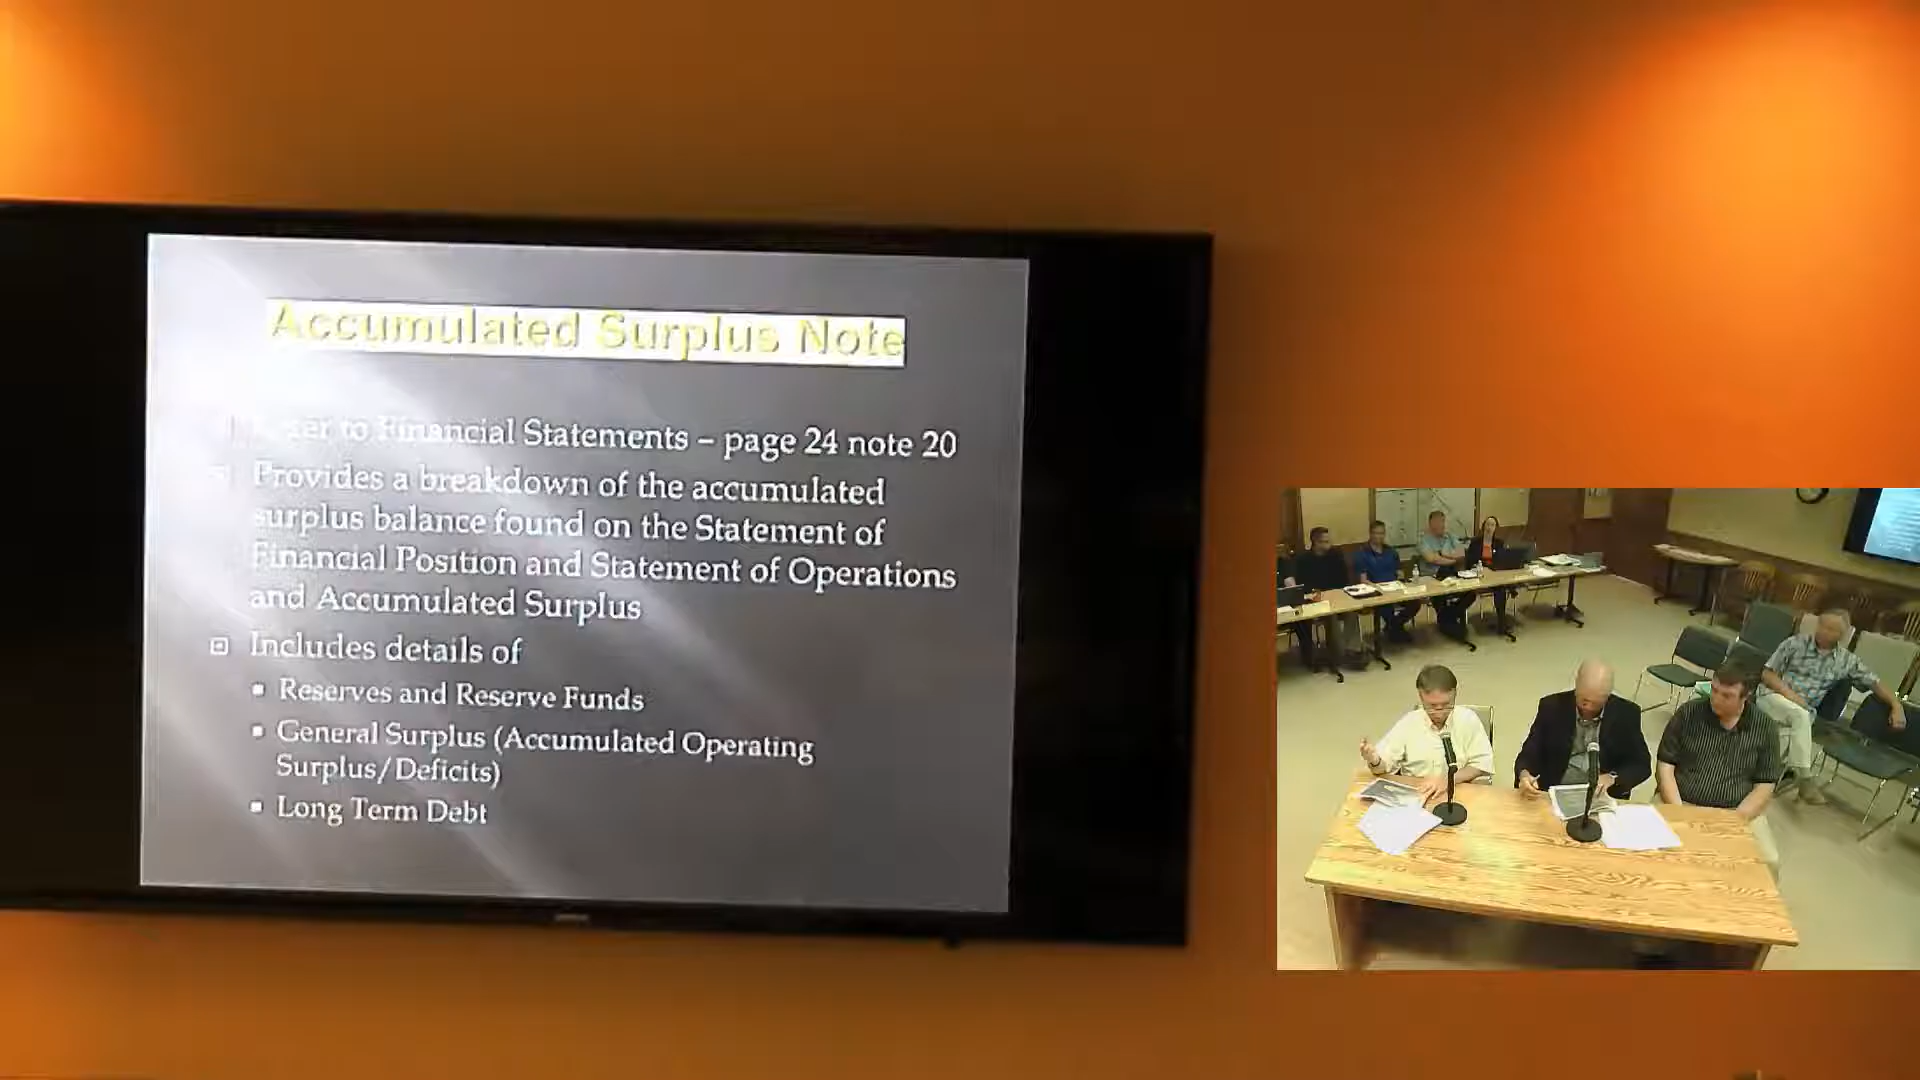 Accumulated Surplus Note
to Financial Statements – page 24 note 20
Provides a breakdown of the accumulated
surplus balance found on the Statement of
Financial Position and Statement of Operations
and Accumulated Surplus
Includes details of
Reserves and Reserve Funds
General Surplus (Accumulated Operating
Surplus/Deficits)
Long Term Debt